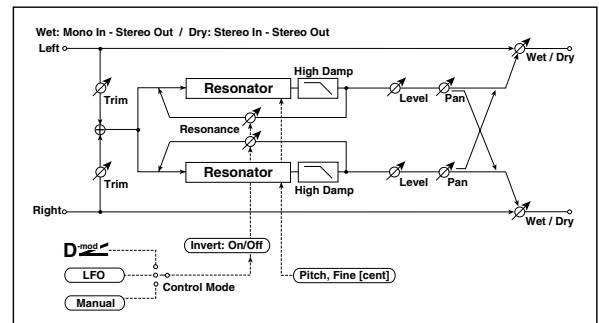 Wet: Mono In - Stereo Out / Dry: Stereo In - Stereo Out
Left
Wet / Dry
High Damp
Resonator
Trim
Level
Pan
Resonance
Resonator
High Damp
Trim
Level
Pan
Right
Wet / Dry
D-mod
Invert: On/Off
LFO
Control Mode
Pitch, Fine [cent]
Manual